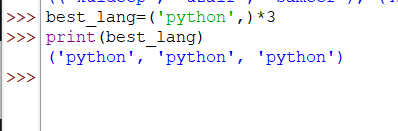 >>> best_lang=('python',)*3
>>> print(best_lang)
('python', 'python', 'python')
>>>